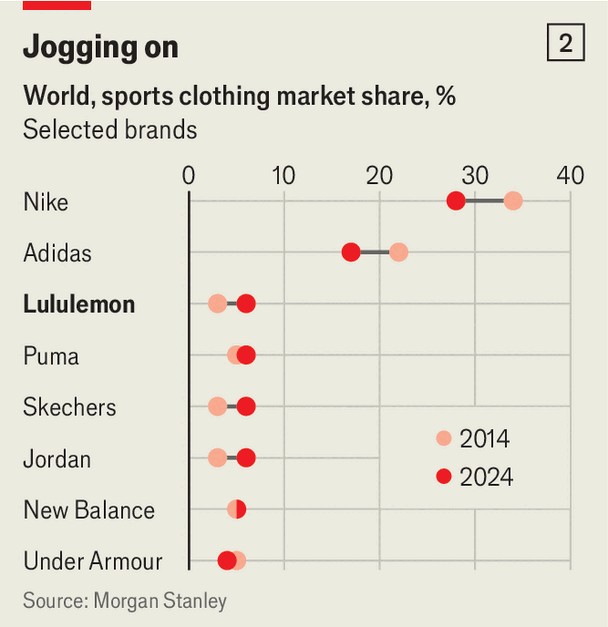 Jogging on
2
World, sports clothing market share, %
Selected brands
0 10 20 30 40
Nike
Adidas
Lululemon
Puma
Skechers
Jordan
2014
2024
New Balance
Under Armour
Source: Morgan Stanley